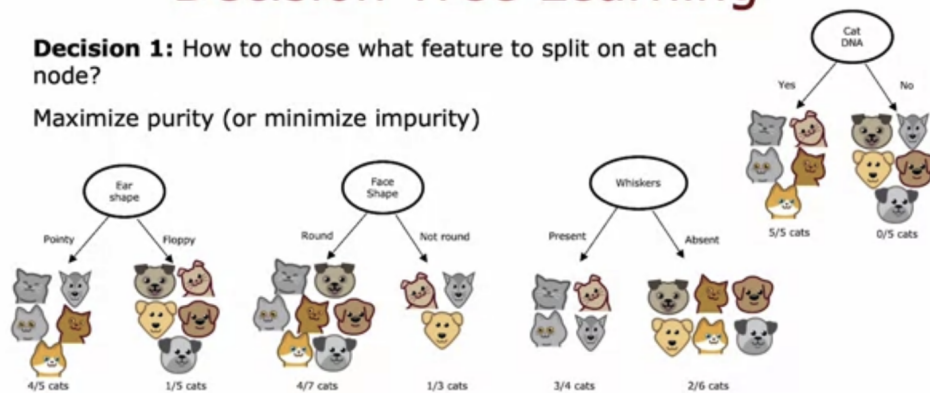 Decision Tree Learning
Decision 1: How to choose what feature to split on at each
node?
Maximize purity (or minimize impurity)
Cat
DNA
Yes
No
5/5 cats
0/5 cats
Ear
shape
Pointy
Floppy
4/5 cats
1/5 cats
Face
Shape
Round
Not round
4/7 cats
1/3 cats
Whiskers
Present
Absent
3/4 cats
2/6 cats